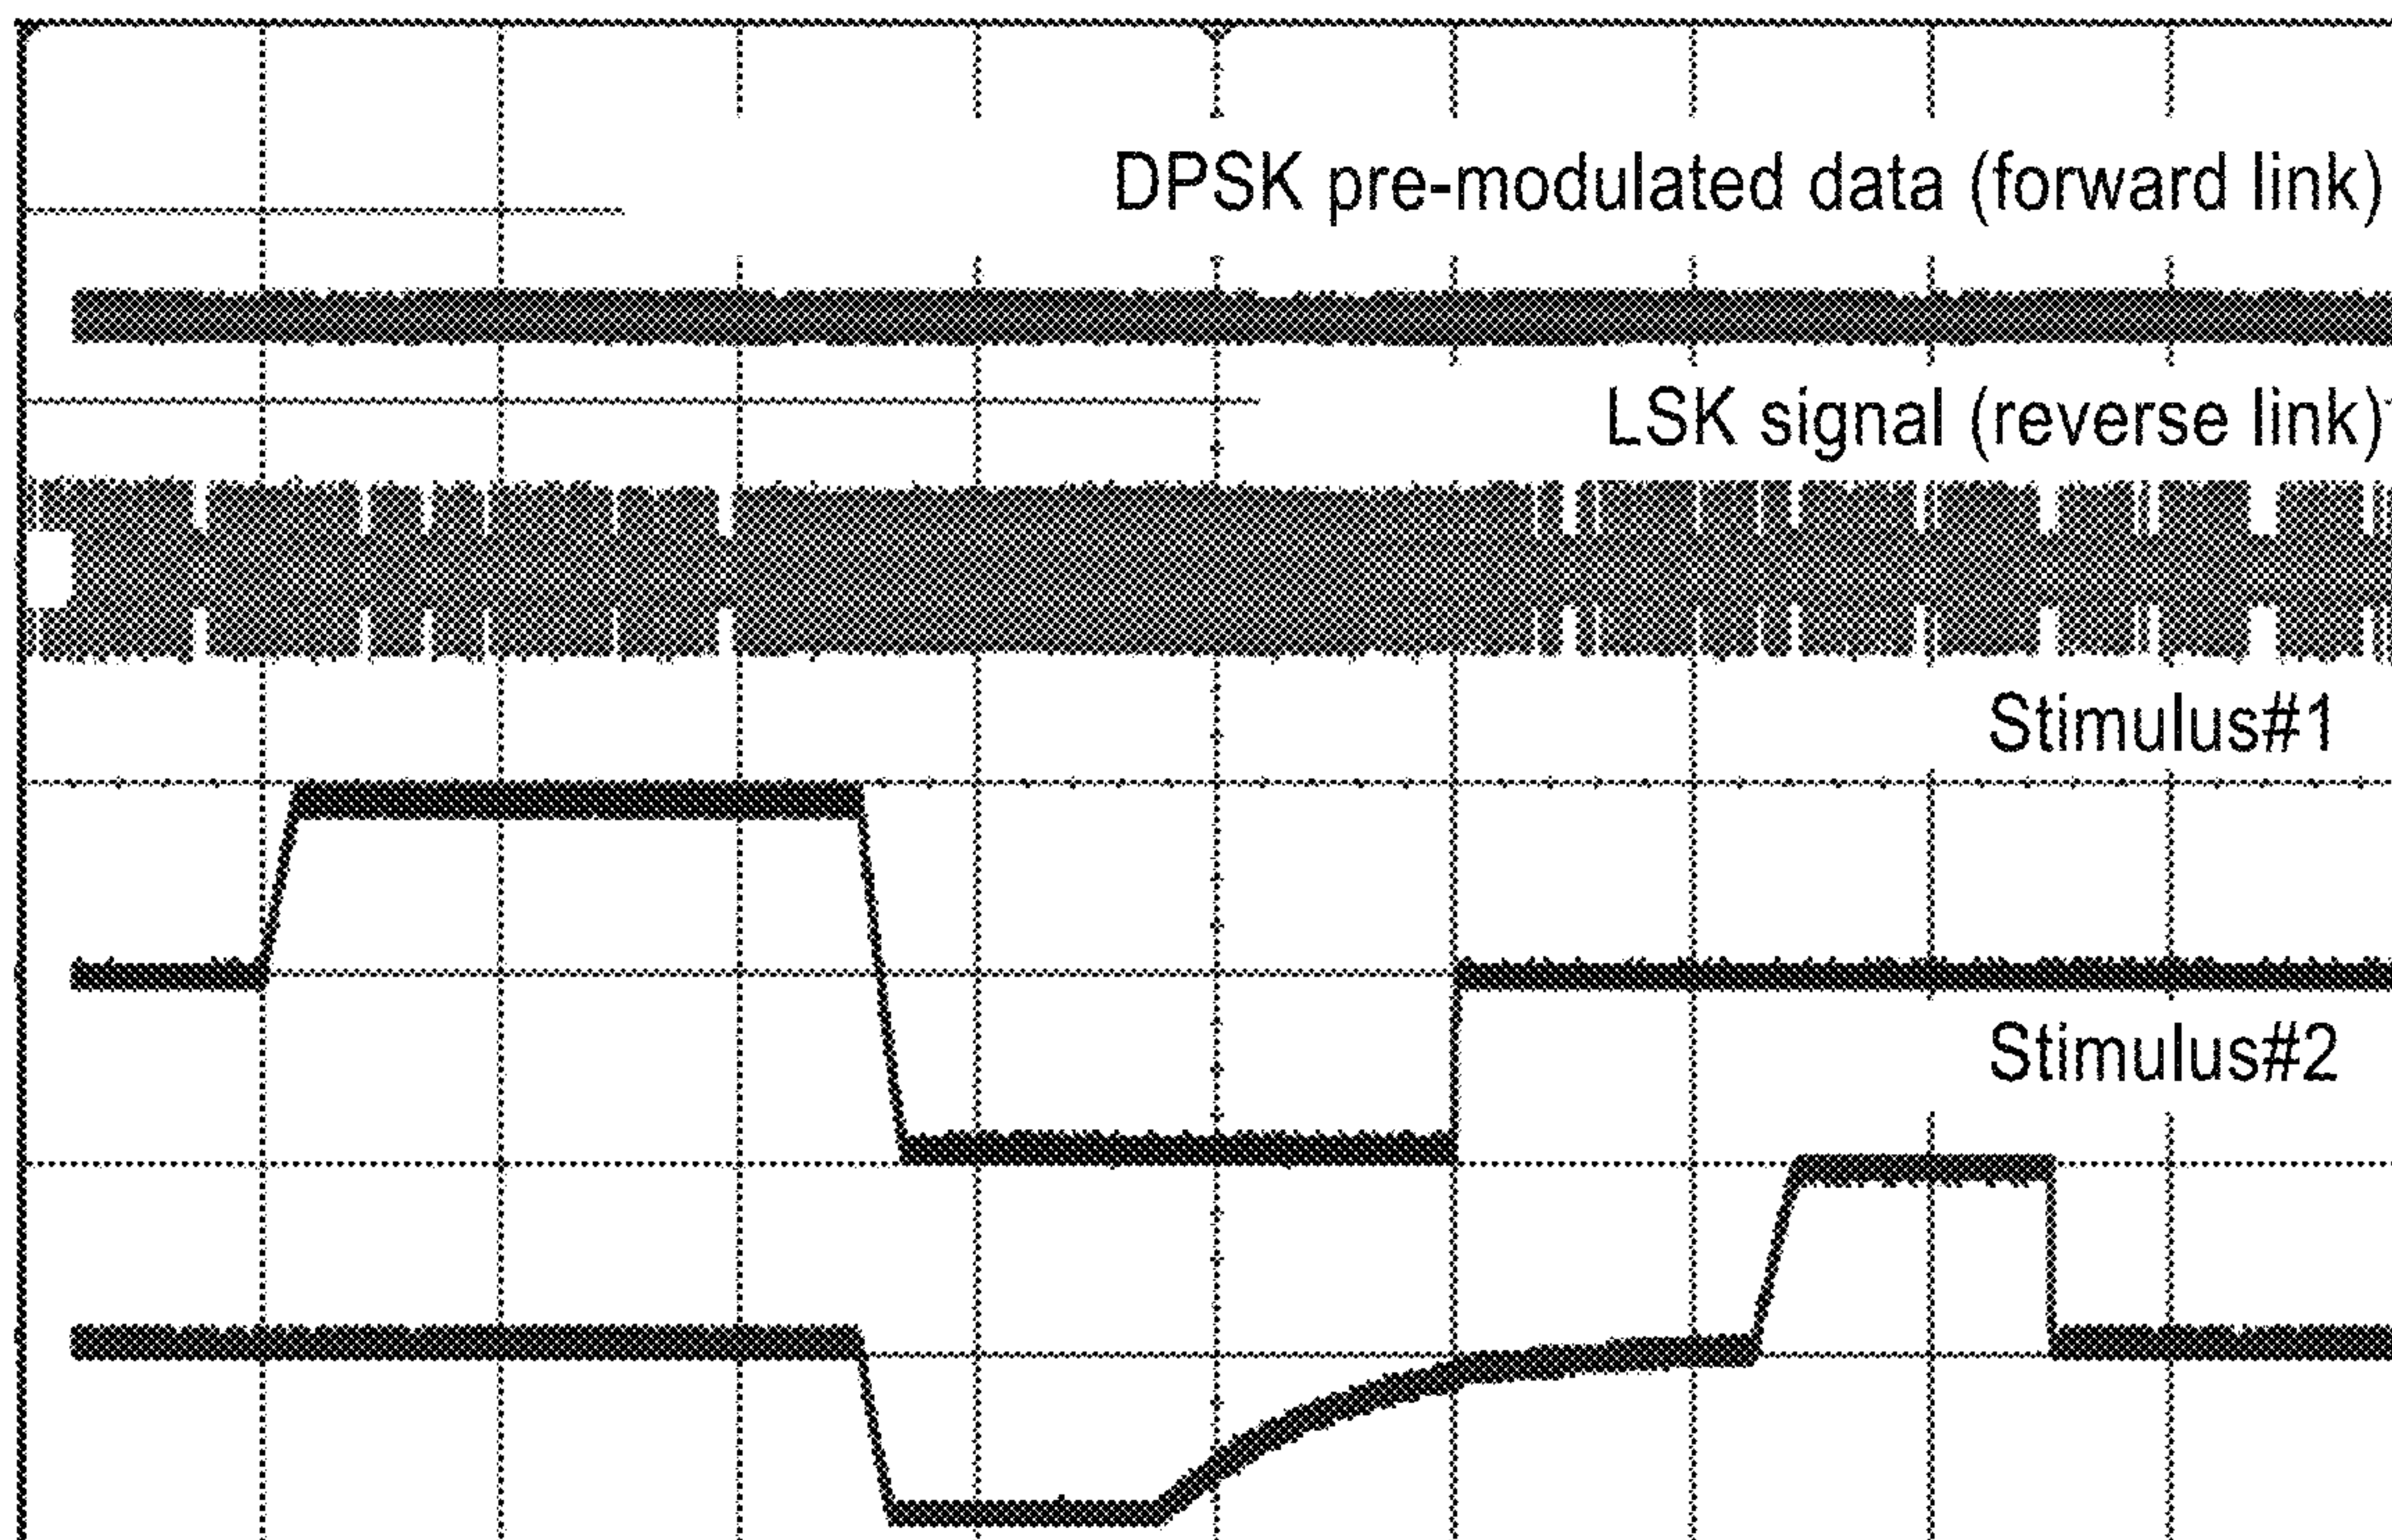 DPSK pre-modulated data (forward link)
LSK signal (reverse link)
Stimulus#1
Stimulus#2